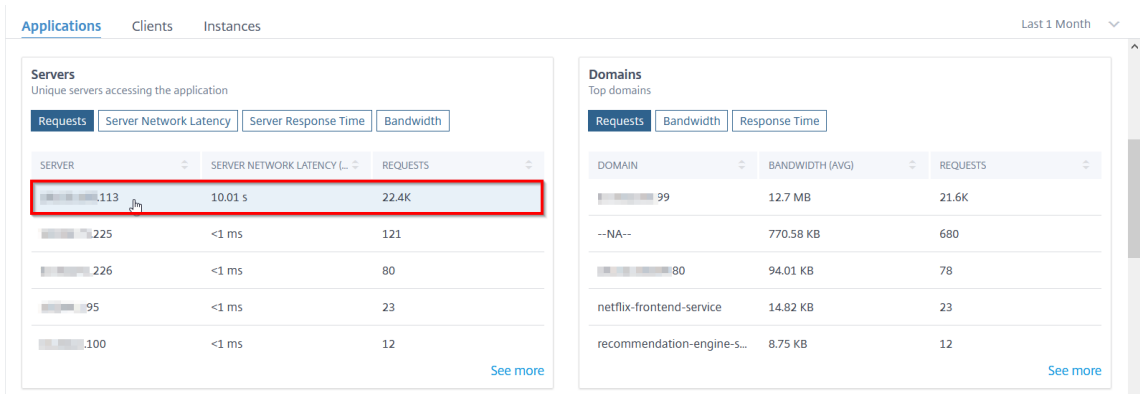 Applications Clients Instances Last 1 Month
Servers
Unique servers accessing the application
Requests Server Network Latency Server Response Time Bandwidth
SERVER SERVER NETWORK LATENCY (... REQUESTS
.113 10.01 s 22.4K
.225 <1 ms 121
.226 <1 ms 80
95 <1 ms 23
.100 <1 ms 12
See more
Domains
Top domains
Requests Bandwidth Response Time
DOMAIN BANDWIDTH (AVG) REQUESTS
99 12.7 MB 21.6K
--NA-- 770.58 KB 680
80 94.01 KB 78
netflix-frontend-service 14.82 KB 23
recommendation-engine-s... 8.75 KB 12
See more